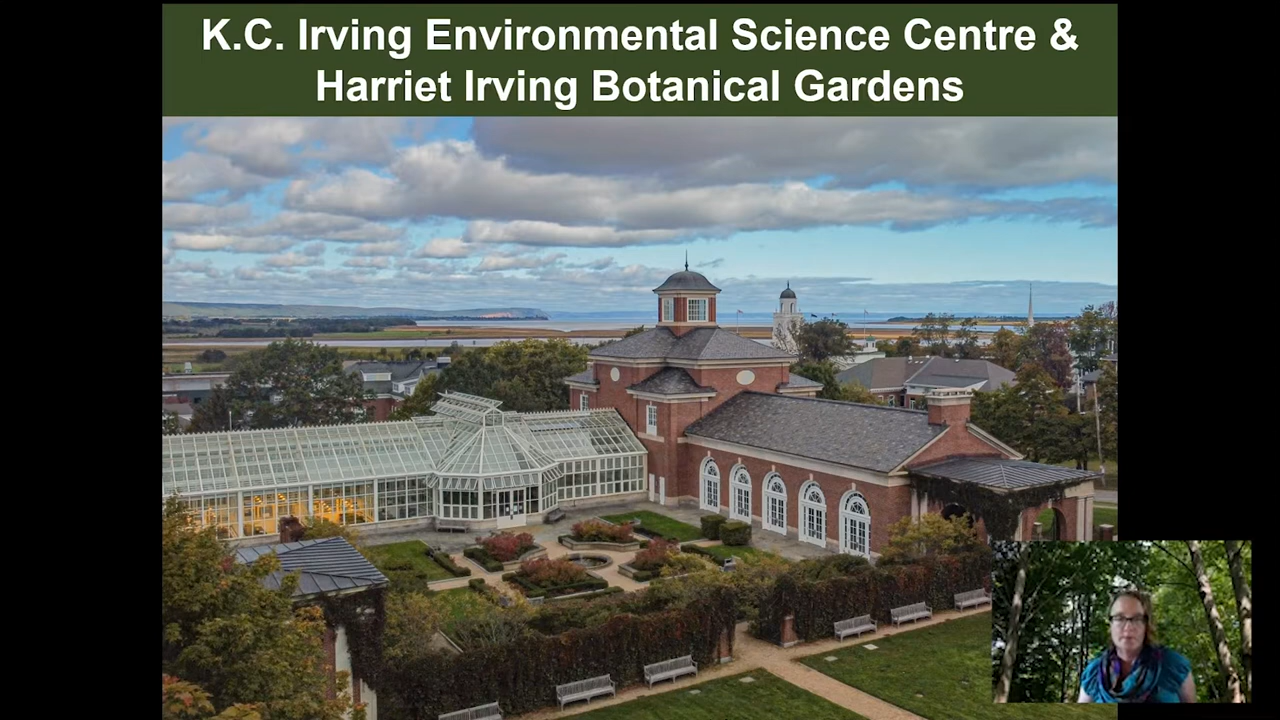 K.C. Irving Environmental Science Centre &
Harriet Irving Botanical Gardens